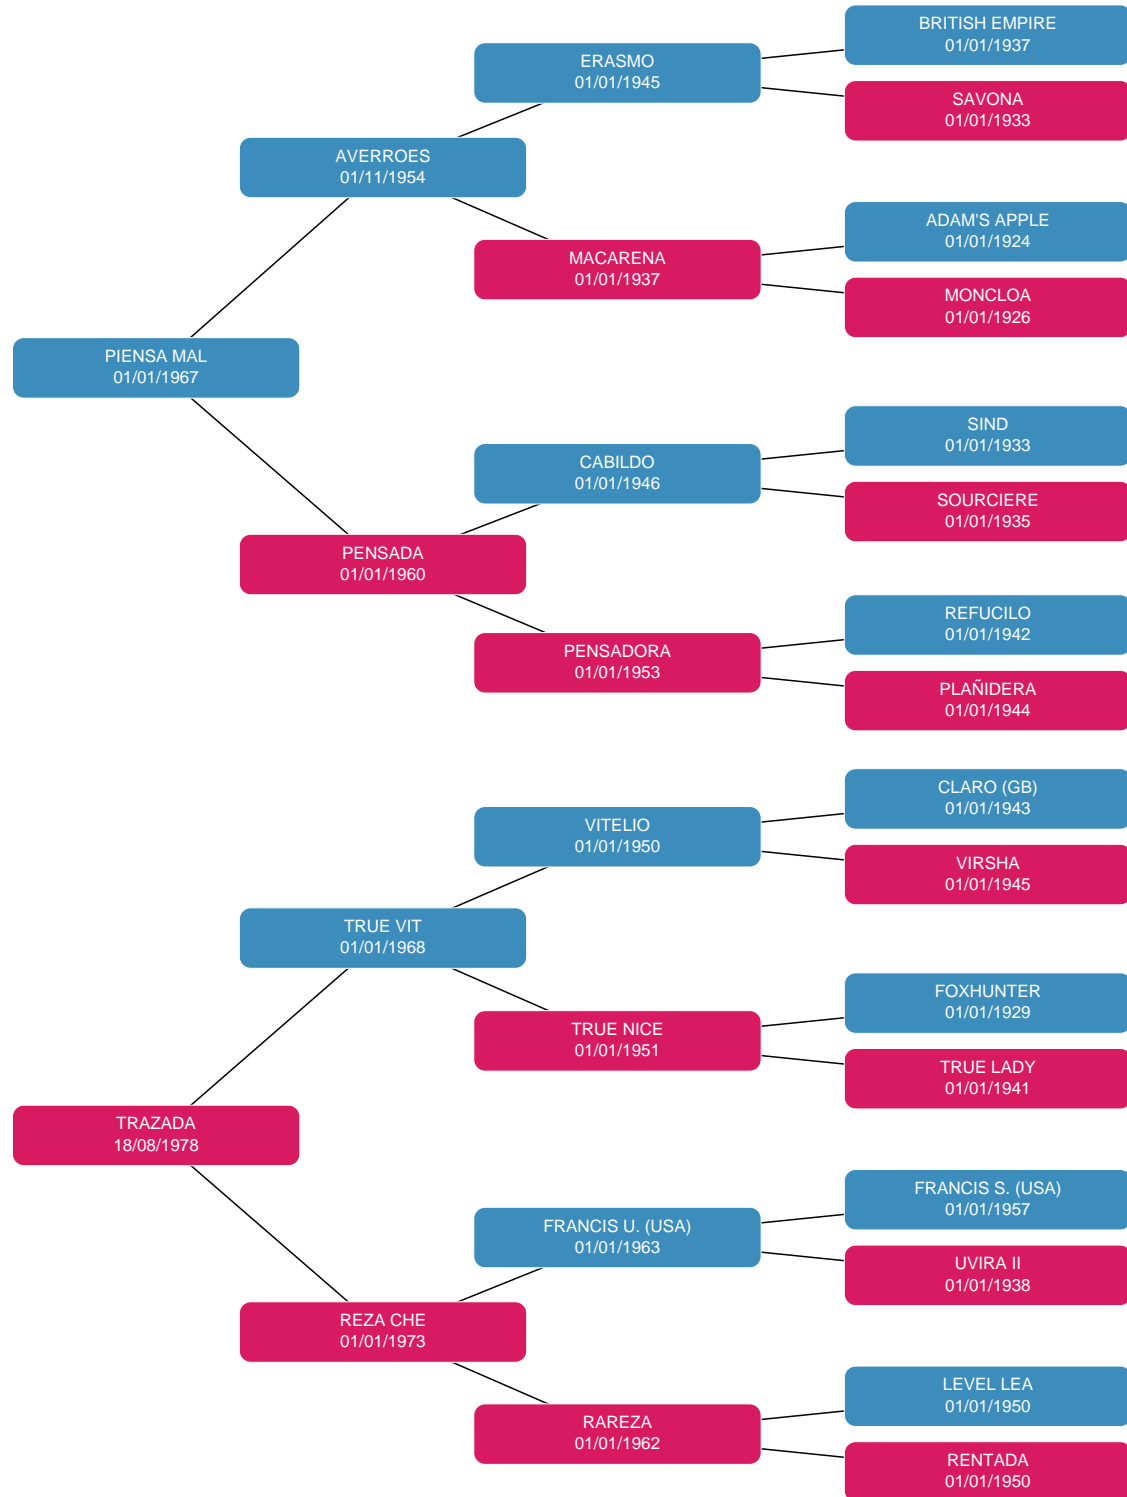 BRITISH EMPIRE
01/01/1937
ERASMO
01/01/1945
SAVONA
01/01/1933
AVERROES
01/11/1954
ADAM'S APPLE
01/01/1924
MACARENA
01/01/1937
MONCLOA
01/01/1926
PIENSA MAL
01/01/1967
SIND
01/01/1933
CABILDO
01/01/1946
SOURCIERE
01/01/1935
PENSADA
01/01/1960
REFUCILO
01/01/1942
PENSADORA
01/01/1953
PLAÑIDERA
01/01/1944
CLARO (GB)
01/01/1943
VITELIO
01/01/1950
VIRSHA
01/01/1945
TRUE VIT
01/01/1968
FOXHUNTER
01/01/1929
TRUE NICE
01/01/1951
TRUE LADY
01/01/1941
TRAZADA
18/08/1978
FRANCIS S. (USA)
01/01/1957
FRANCIS U. (USA)
01/01/1963
UVIRA II
01/01/1938
REZA CHE
01/01/1973
LEVEL LEA
01/01/1950
RAREZA
01/01/1962
RENTADA
01/01/1950